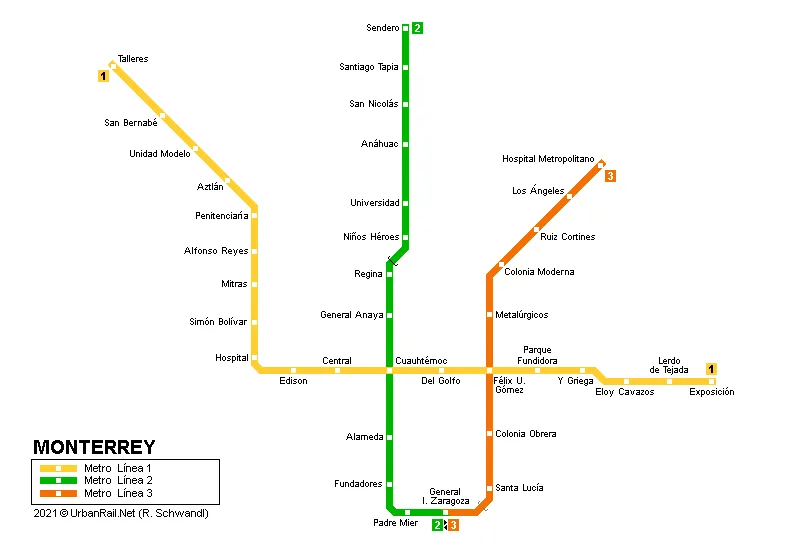 Sendero
2
Talleres
1
Santiago Tapia
San Nicolás
San Bernabé
Anáhuac
Unidad Modelo
Hospital Metropolitano
3
Aztlán
Los Ángeles
Universidad
Penitenciaría
Niños Héroes
Ruiz Cortines
Alfonso Reyes
Regina
Colonia Moderna
Mitras
General Anaya
Metalúrgicos
Simón Bolívar
Hospital
Central
Cuauhtémoc
Parque
Fundidora
Lerdo
de Tejada
1
Edison
Del Golfo
Félix U.
Gómez
Y Griega
Eloy Cavazos
Exposición
Alameda
Colonia Obrera
MONTERREY
Metro Línea 1
Metro Línea 2
Metro Línea 3
2021 © UrbanRail.Net (R. Schwandl)
Fundadores
General
I. Zaragoza
Santa Lucía
Padre Mier
2
3